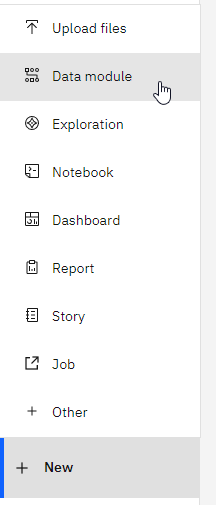 Upload files
Data module
Exploration
Notebook
Dashboard
Report
Story
Job
Other
New